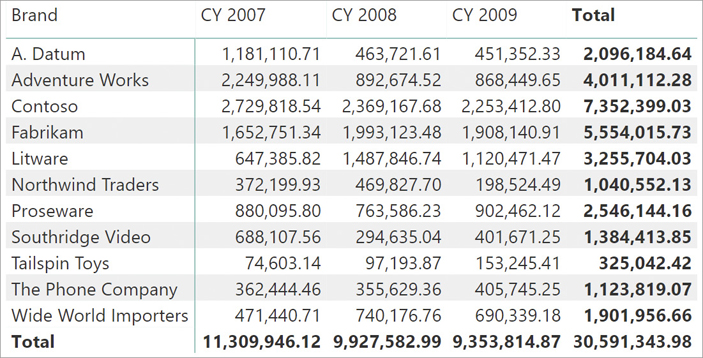 Brand CY 2007 CY 2008 CY 2009 Total
A. Datum 1,181,110.71 463,721.61 451,352.33 2,096,184.64
Adventure Works 2,249,988.11 892,674.52 868,449.65 4,011,112.28
Contoso 2,729,818.54 2,369,167.68 2,253,412.80 7,352,399.03
Fabrikam 1,652,751.34 1,993,123.48 1,908,140.91 5,554,015.73
Litware 647,385.82 1,487,846.74 1,120,471.47 3,255,704.03
Northwind Traders 372,199.93 469,827.70 198,524.49 1,040,552.13
Proseware 880,095.80 763,586.23 902,462.12 2,546,144.16
Southridge Video 688,107.56 294,635.04 401,671.25 1,384,413.85
Tailspin Toys 74,603.14 97,193.87 153,245.41 325,042.42
The Phone Company 362,444.46 355,629.36 405,745.25 1,123,819.07
Wide World Importers 471,440.71 740,176.76 690,339.18 1,901,956.66
Total 11,309,946.12 9,927,582.99 9,353,814.87 30,591,343.98